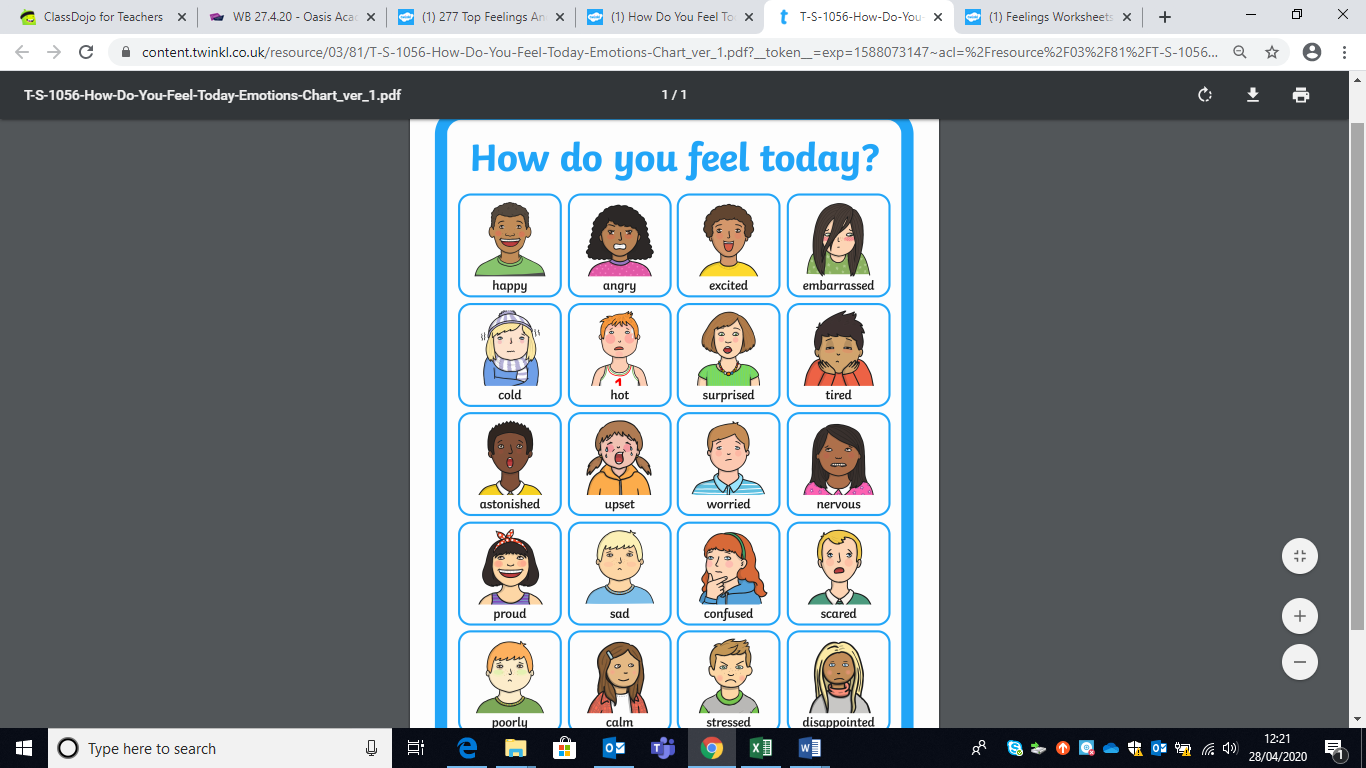 ClassDojo for Teachers
WB 27.4.20 - Oasis Aca
(1) 277 Top Feelings An
(1) How Do You Feel To
T-S-1056-How-Do-You-
(1) Feelings Worksheets
content.twinkl.co.uk/resource/03/81/T-S-1056-How-Do-You-Feel-Today-Emotions-Chart_ver_1.pdf?__token__=exp=1588073147~acl=%2Fresource%2F03%2F81%2FT-S-1056...
T-S-1056-How-Do-You-Feel-Today-Emotions-Chart_ver_1.pdf
1 / 1
How do you feel today?
happy angry excited embarrassed
cold hot surprised tired
1
astonished upset worried nervous
proud sad confused scared
poorly calm stressed disappointed
Type here to search
12:21
28/04/2020
1